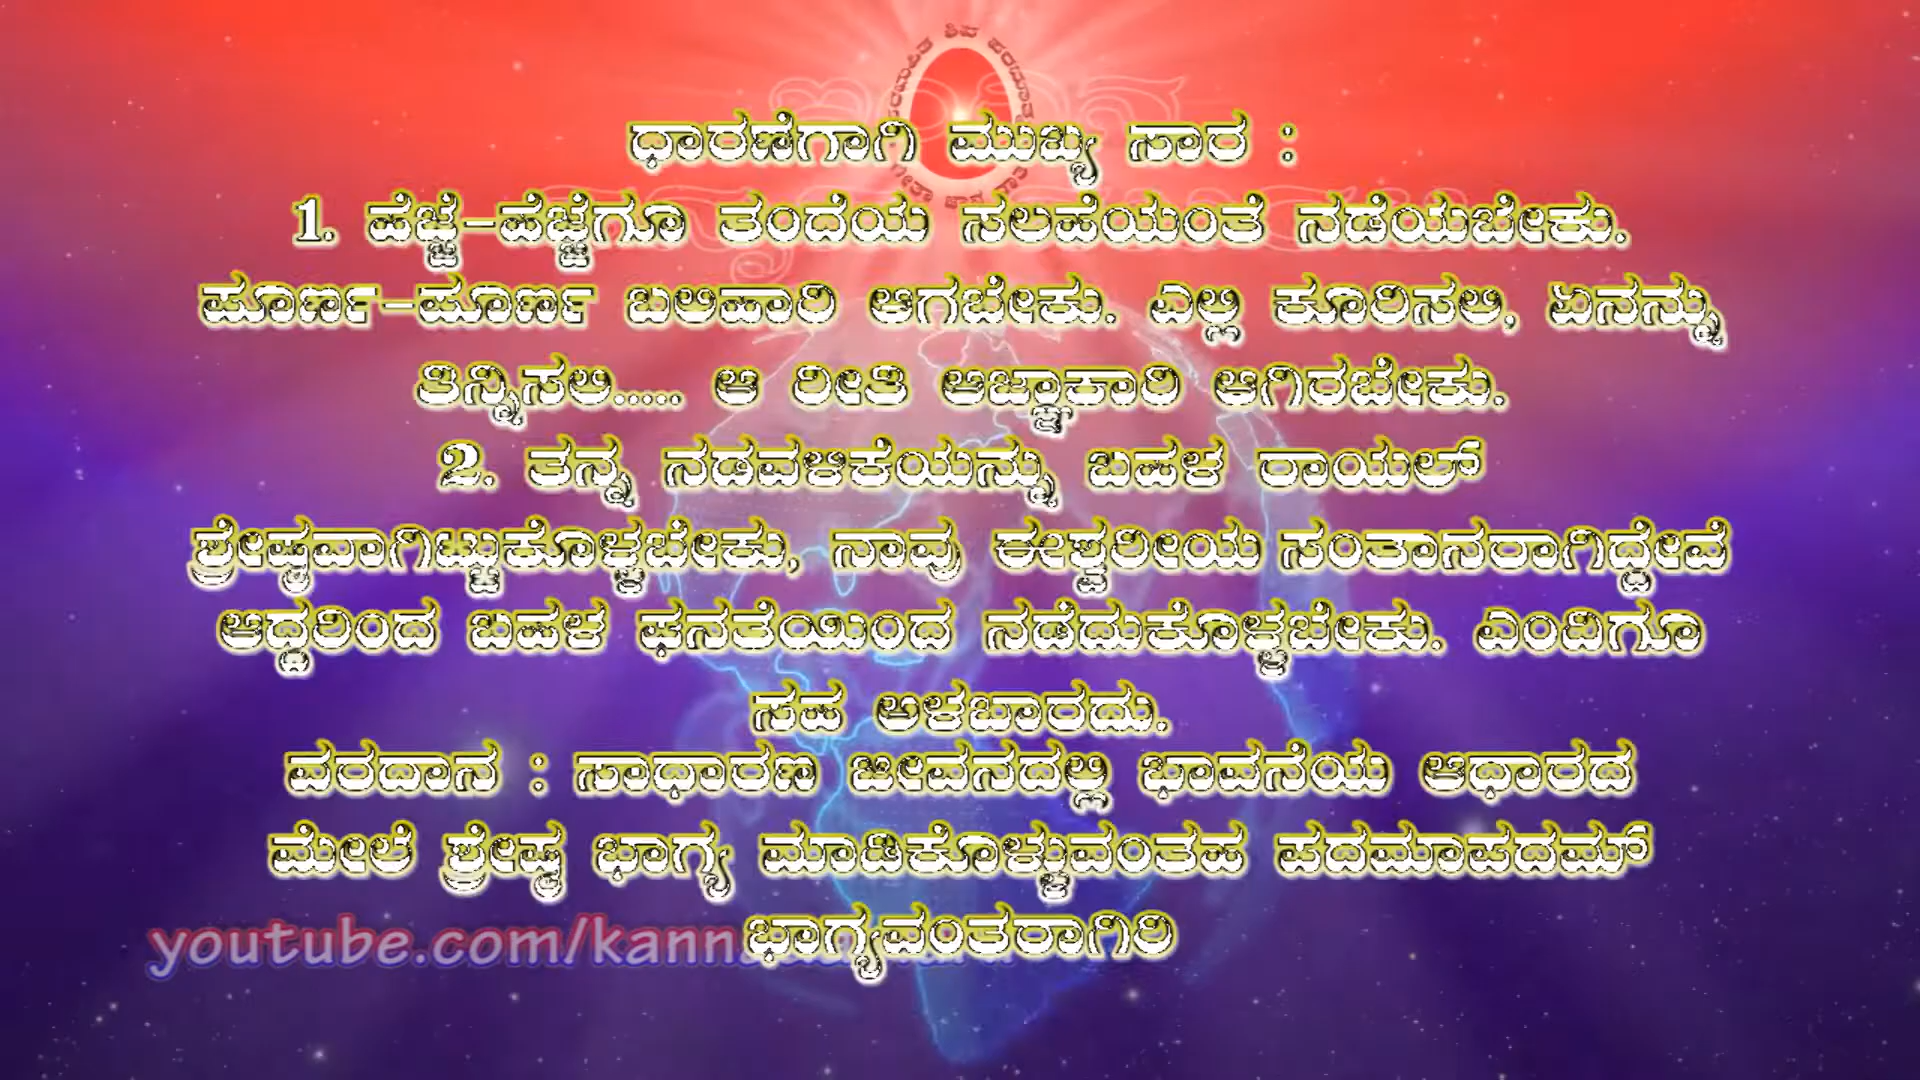 ಧಾರಣೆಗಾಗಿ ಮುಖ್ಯ ಸಾರ :
1. ಹೆಜ್ಜೆ-ಹೆಜ್ಜೆಗೂ ತಂದೆಯ ಸಲಹೆಯಂತೆ ನಡೆಯಬೇಕು.
ಪೂರ್ಣ-ಪೂರ್ಣ ಬಲಿಹಾರಿ ಆಗಬೇಕು. ಎಲ್ಲಿ ಕೂರಿಸಲಿ, ಏನನ್ನು
ತಿನ್ನಿಸಲಿ..... ಆ ರೀತಿ ಆಜ್ಞಾಕಾರಿ ಆಗಿರಬೇಕು.
2. ತನ್ನ ನಡವಳಿಕೆಯನ್ನು ಬಹಳ ರಾಯಲ್
ಶ್ರೇಷ್ಠವಾಗಿಟ್ಟುಕೊಳ್ಳಬೇಕು, ನಾವು ಈಶ್ವರೀಯ ಸಂತಾನರಾಗಿದ್ದೇವೆ
ಆದ್ದರಿಂದ ಬಹಳ ಘನತೆಯಿಂದ ನಡೆದುಕೊಳ್ಳಬೇಕು. ಎಂದಿಗೂ
ಸಹ ಅಳಬಾರದು.
ವರದಾನ : ಸಾಧಾರಣ ಜೀವನದಲ್ಲಿ ಭಾವನೆಯ ಆಧಾರದ
ಮೇಲೆ ಶ್ರೇಷ್ಠ ಭಾಗ್ಯ ಮಾಡಿಕೊಳ್ಳುವಂತಹ ಪದಮಾಪದಮ್
ಭಾಗ್ಯವಂತರಾಗಿರಿ